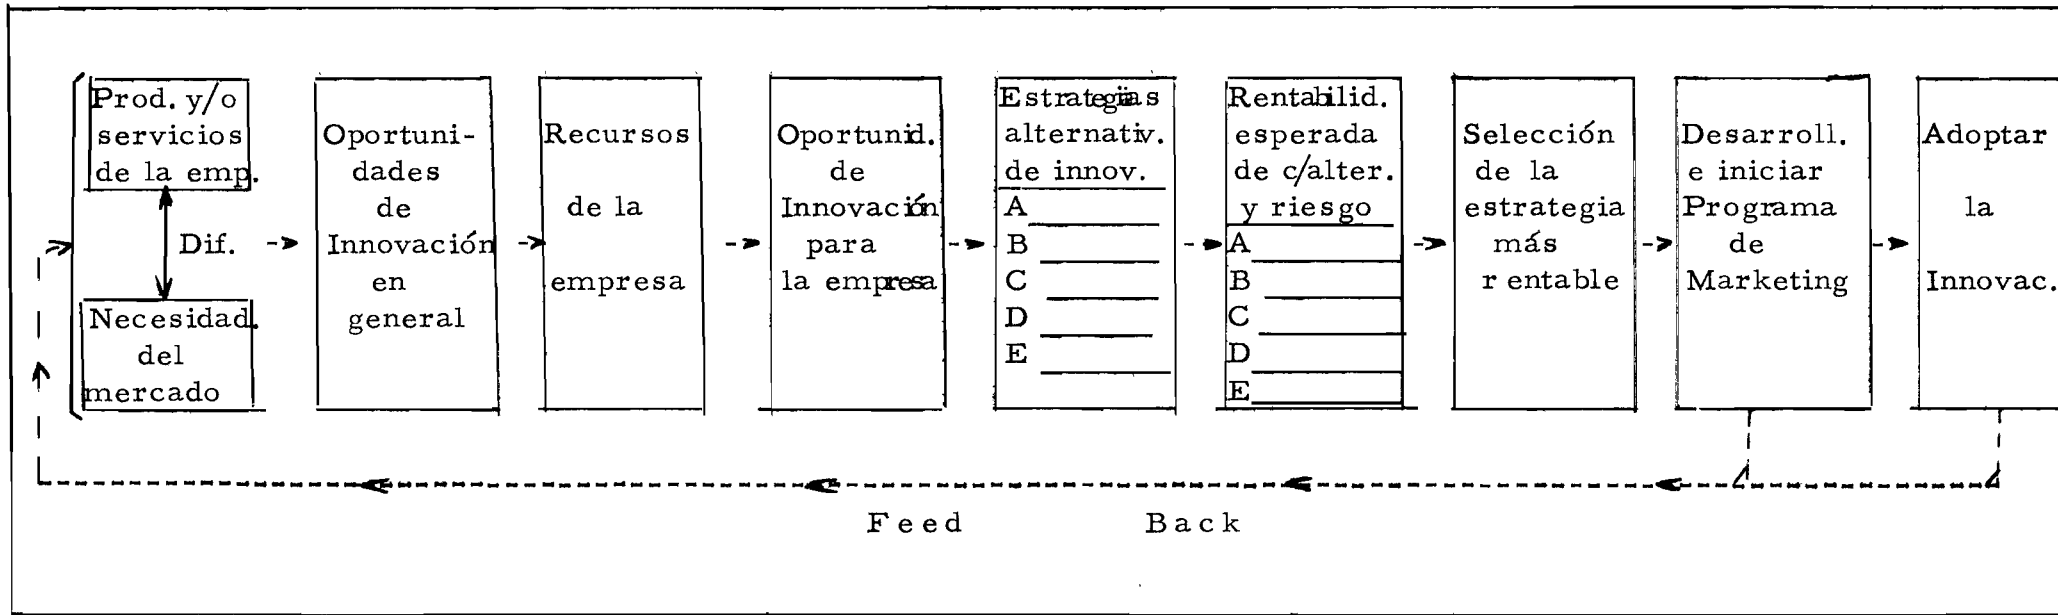 Prod. y/o
servicios
de la emp.
Dif.
Necesidad.
del
mercado
Oportuni-
dades
de
Innovación
en
general
Recursos
de la
empresa
Oportunid.
de
Innovación
para
la empresa
Estrategias
alternativ.
de innov.
A
B
C
D
E
Rentabilid.
esperada
de c/alter.
y riesgo
A
B
C
D
E
Selección
de la
estrategia
más
rentable
Desarroll.
e iniciar
Programa
de
Marketing
Adoptar
la
Innovac.
Feed Back